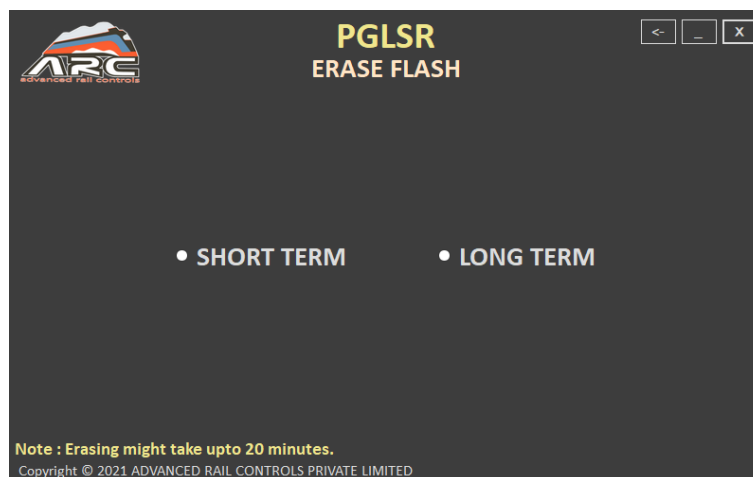 PGLSR
<- _ X
ERASE FLASH
ARC
advanced rail controls
SHORT TERM
LONG TERM
Note : Erasing might take upto 20 minutes.
Copyright © 2021 ADVANCED RAIL CONTROLS PRIVATE LIMITED